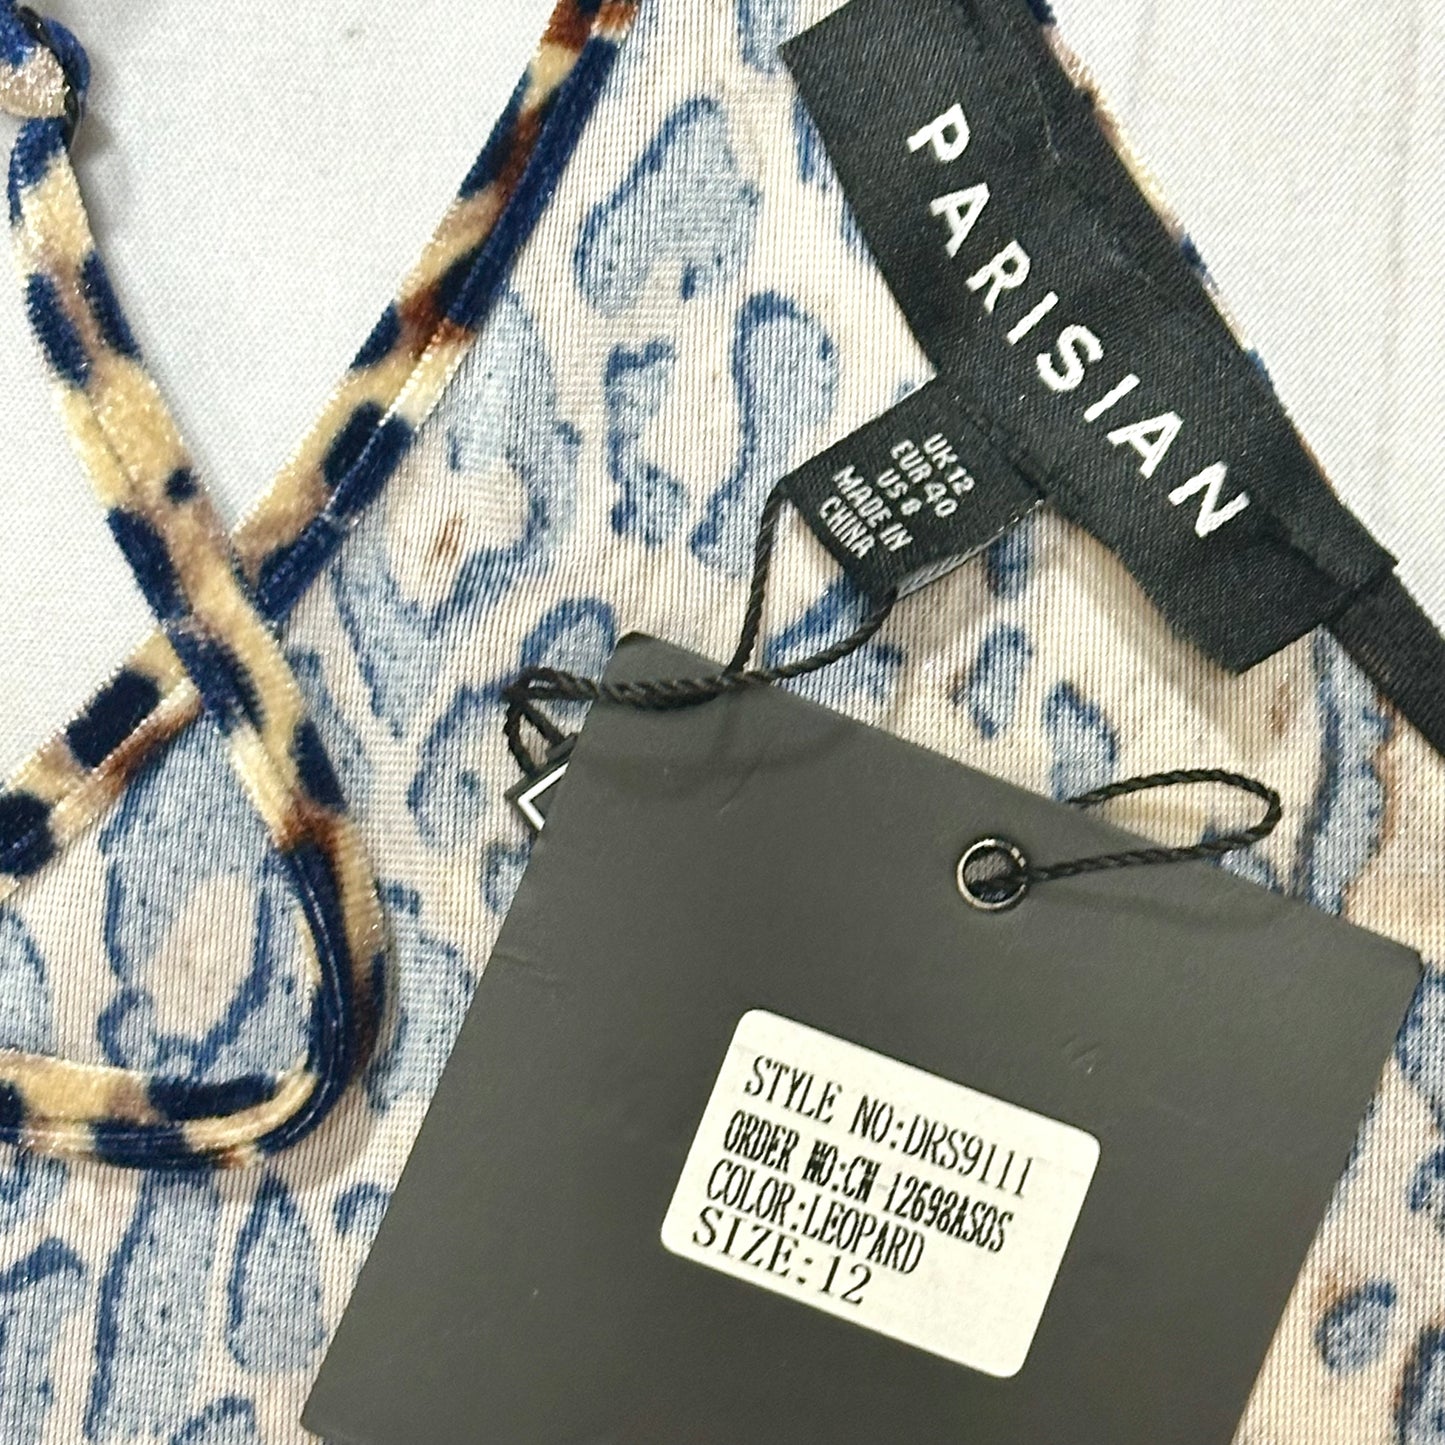 PARISIAN
UK 12
EUR 40
US 8
MADE IN
CHINA
STYLE NO:DRS9111
ORDER NO:CN-12698ASOS
COLOR:LEOPARD
SIZE:12